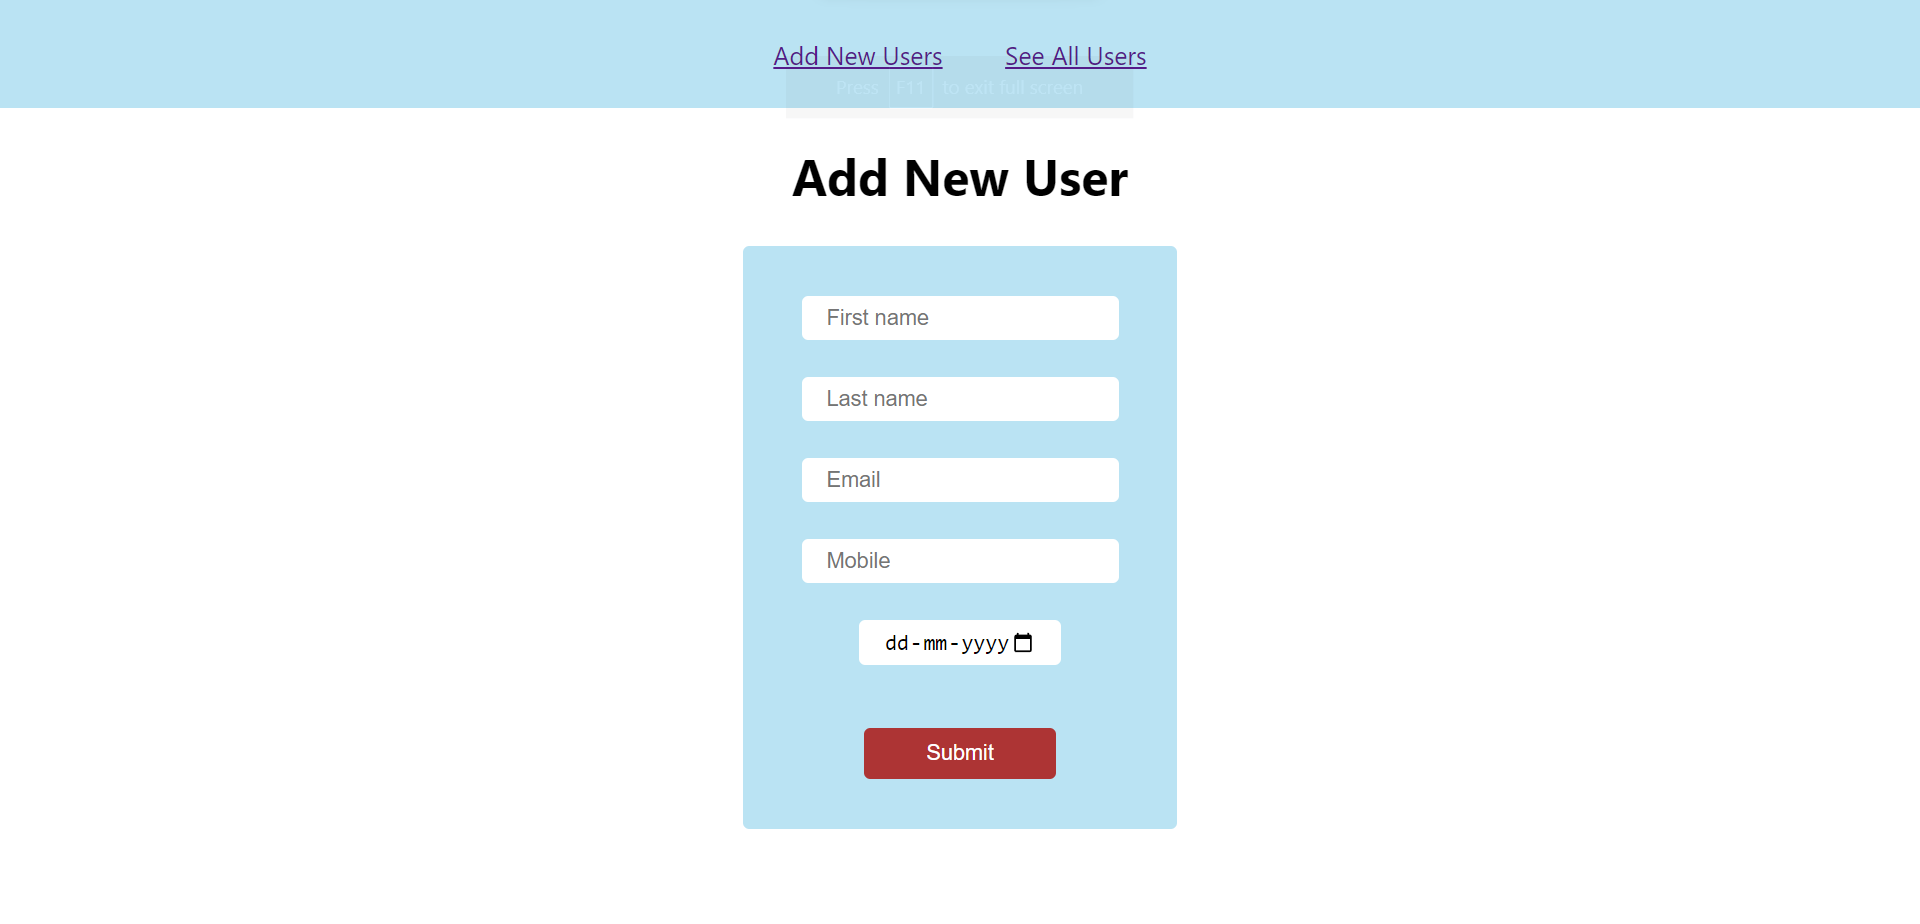 Add New Users See All Users
Press F11 to exit full screen
Add New User
First name
Last name
Email
Mobile
dd-mm-yyyy
Submit